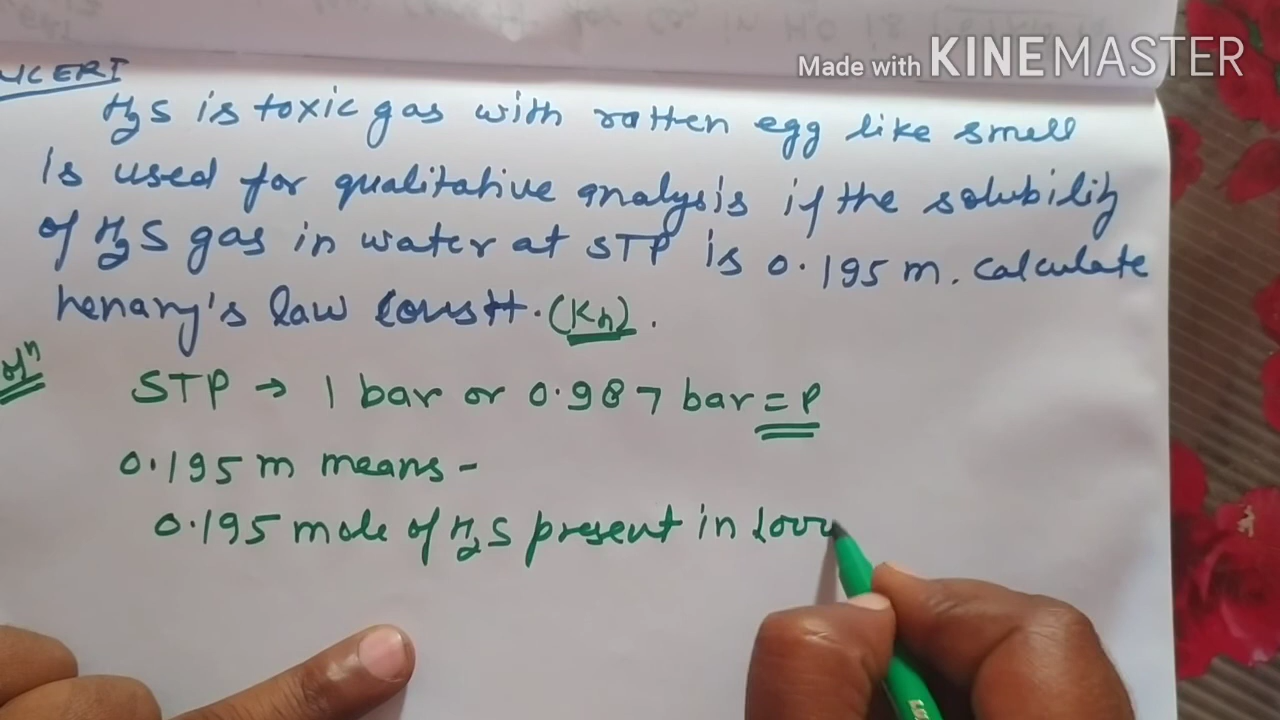 Made with KINEMASTER
NCERT
H2S is toxic gas with rotten egg like smell
is used for qualitative analysis if the solubility
of H2S gas in water at STP is 0.195 m. calculate
henary's law constt. (Kh).
Solⁿ
STP → 1 bar or 0.987 bar = P
0.195 m means -
0.195 mole of H2S present in 1000